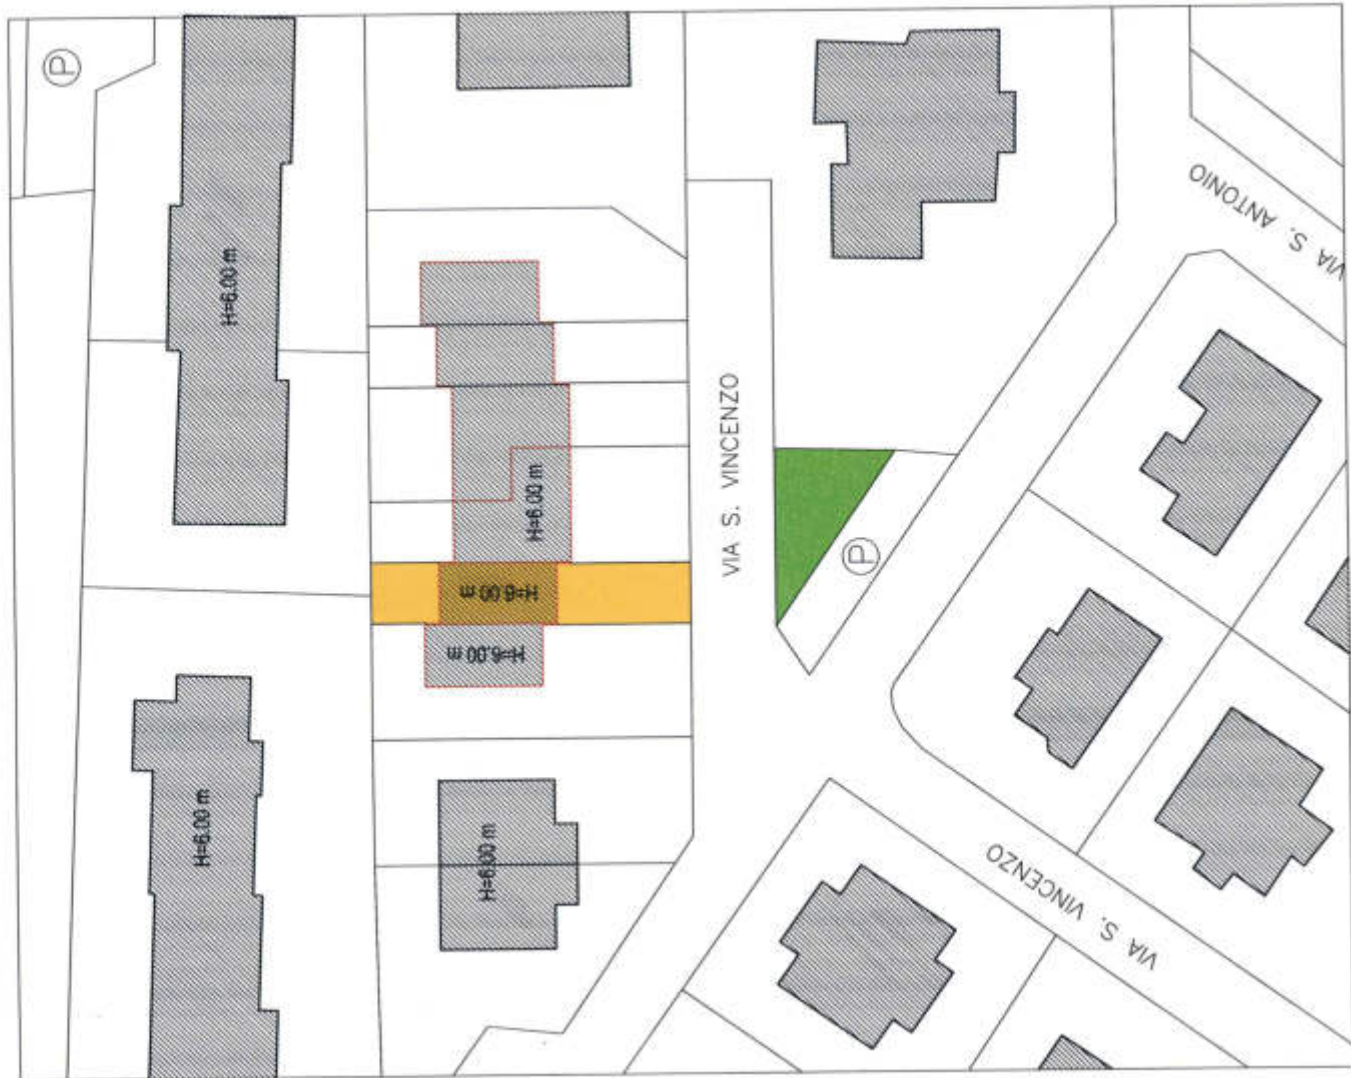 P
H=6.00 m
VIA S. ANTONIO
VIA S. VINCENZO
H=6.00 m
P
H=6.00 m
H=6.00 m
H=6.00 m
H=6.00 m
VIA S. VINCENZO